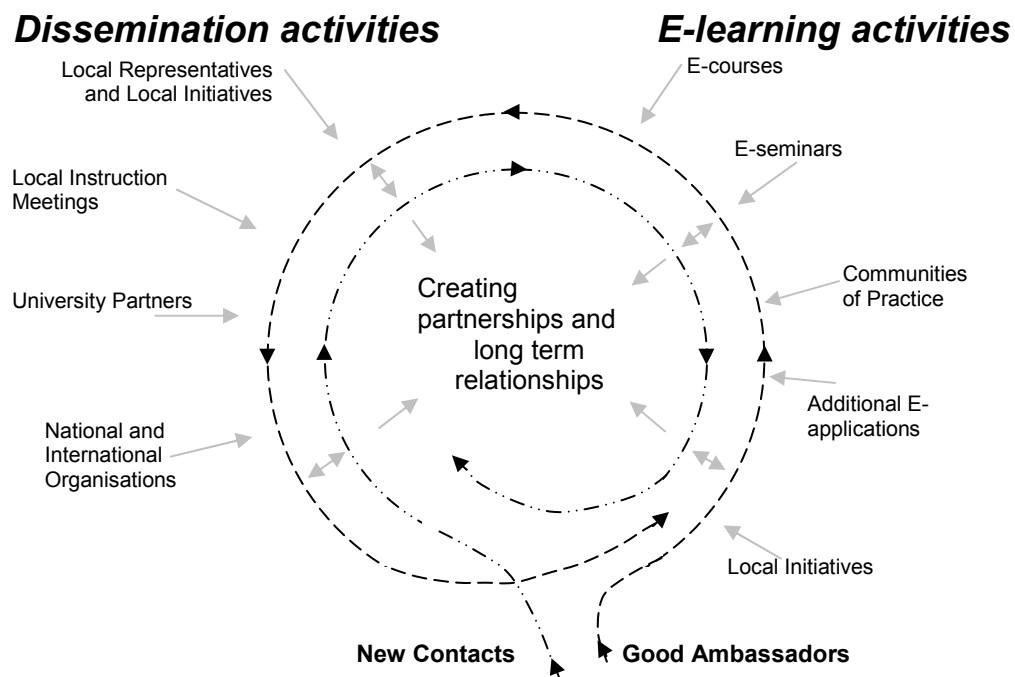 Dissemination activities
E-learning activities
Local Representatives
and Local Initiatives
Local Instruction
Meetings
University Partners
National and
International
Organisations
E-courses
E-seminars
Communities
of Practice
Additional E-
applications
Local Initiatives
Creating
partnerships and
long term
relationships
New Contacts
Good Ambassadors